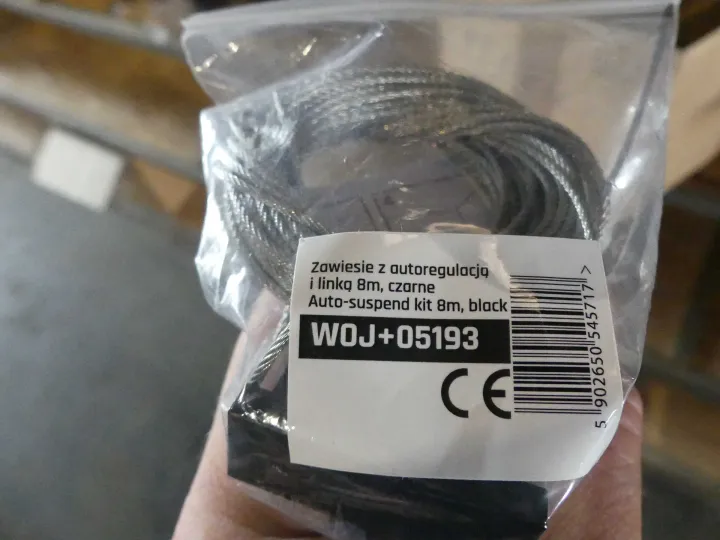 Zawiesie z autoregulacją
i linką 8m, czarne
Auto-suspend kit 8m, black
WOJ+05193
CE
5 902650 545717 >